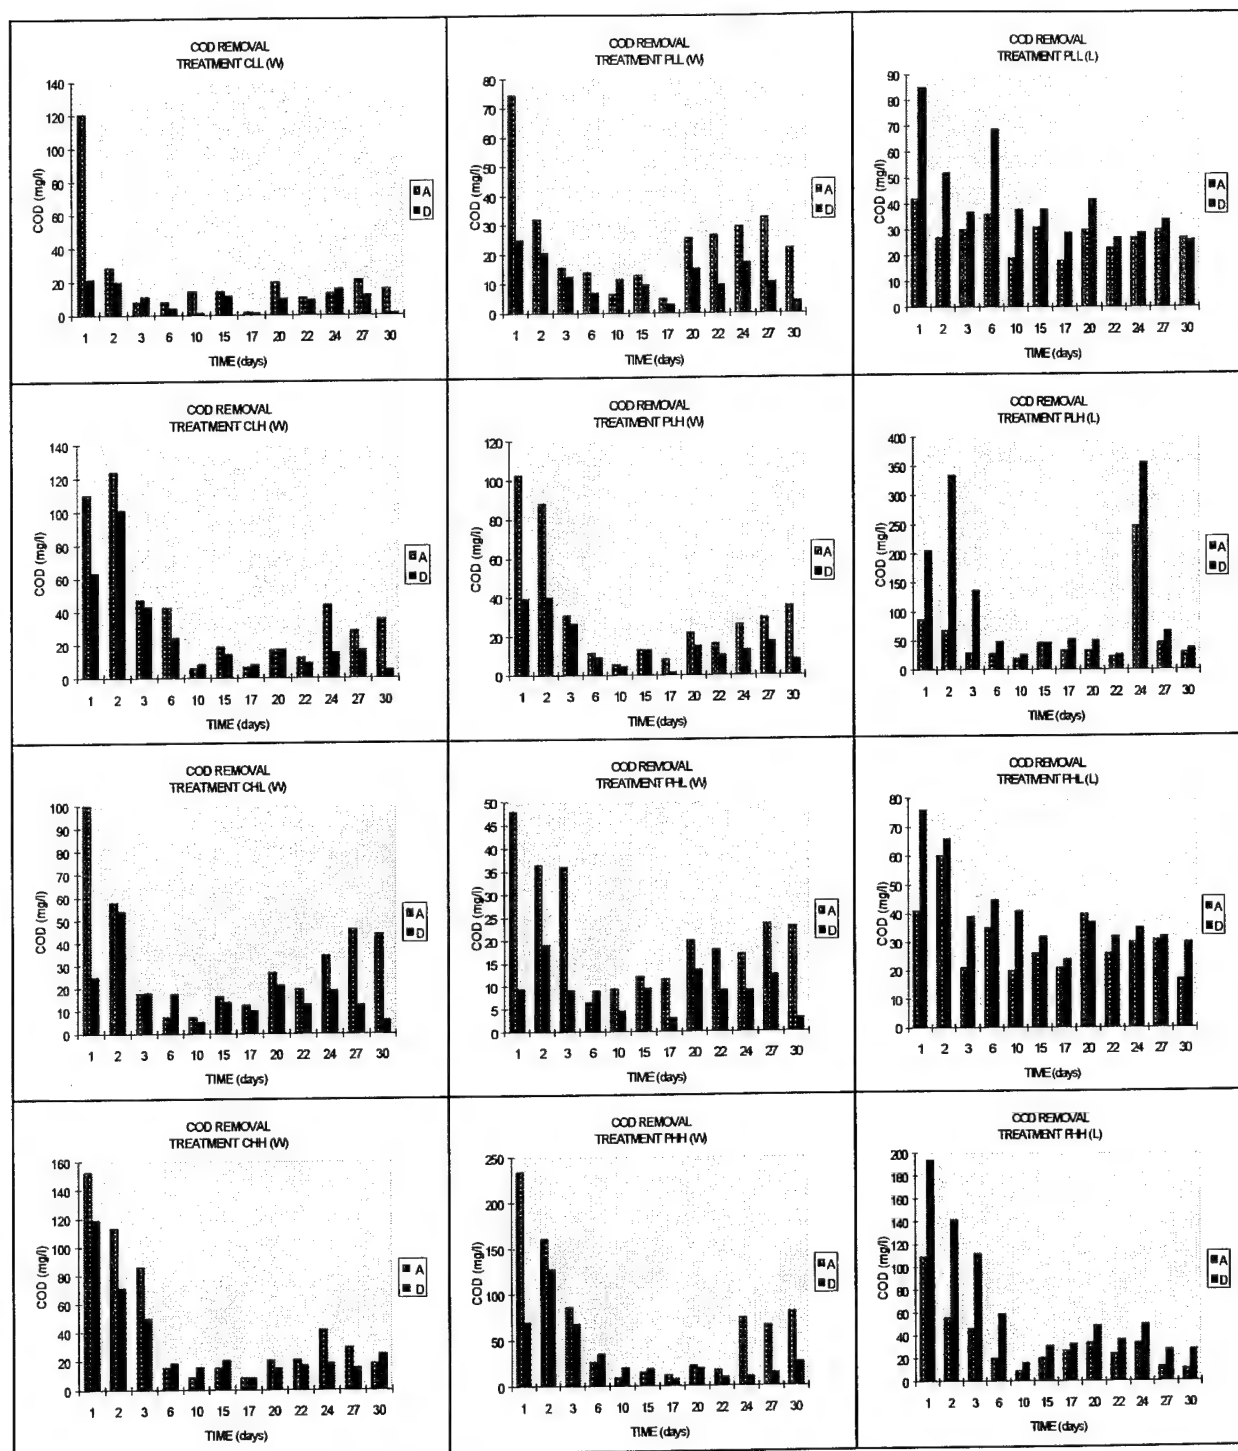 COD REMOVAL
TREATMENT CLL (W)
COD (mg/l)
140
120
100
80
60
40
20
0
1 2 3 6 10 15 17 20 22 24 27 30
TIME (days)
A
D
COD REMOVAL
TREATMENT PLL (W)
COD (mg/l)
80
70
60
50
40
30
20
10
0
1 2 3 6 10 15 17 20 22 24 27 30
TIME (days)
A
D
COD REMOVAL
TREATMENT PLL (L)
COD (mg/l)
90
80
70
60
50
40
30
20
10
0
1 2 3 6 10 15 17 20 22 24 27 30
TIME (days)
A
D
COD REMOVAL
TREATMENT CLH (W)
COD (mg/l)
140
120
100
80
60
40
20
0
1 2 3 6 10 15 17 20 22 24 27 30
TIME (days)
A
D
COD REMOVAL
TREATMENT PLH (W)
COD (mg/l)
120
100
80
60
40
20
0
1 2 3 6 10 15 17 20 22 24 27 30
TIME (days)
A
D
COD REMOVAL
TREATMENT PLH (L)
COD (mg/l)
400
350
300
250
200
150
100
50
0
1 2 3 6 10 15 17 20 22 24 27 30
TIME (days)
A
D
COD REMOVAL
TREATMENT CHL (W)
COD (mg/l)
100
90
80
70
60
50
40
30
20
10
0
1 2 3 6 10 15 17 20 22 24 27 30
TIME (days)
A
D
COD REMOVAL
TREATMENT PHL (W)
COD (mg/l)
50
45
40
35
30
25
20
15
10
5
0
1 2 3 6 10 15 17 20 22 24 27 30
TIME (days)
A
D
COD REMOVAL
TREATMENT PHL (L)
COD (mg/l)
80
70
60
50
40
30
20
10
0
1 2 3 6 10 15 17 20 22 24 27 30
TIME (days)
A
D
COD REMOVAL
TREATMENT CHH (W)
COD (mg/l)
160
140
120
100
80
60
40
20
0
1 2 3 6 10 15 17 20 22 24 27 30
TIME (days)
A
D
COD REMOVAL
TREATMENT PHH (W)
COD (mg/l)
250
200
150
100
50
0
1 2 3 6 10 15 17 20 22 24 27 30
TIME (days)
A
D
COD REMOVAL
TREATMENT PHH (L)
COD (mg/l)
200
180
160
140
120
100
80
60
40
20
0
1 2 3 6 10 15 17 20 22 24 27 30
TIME (days)
A
D